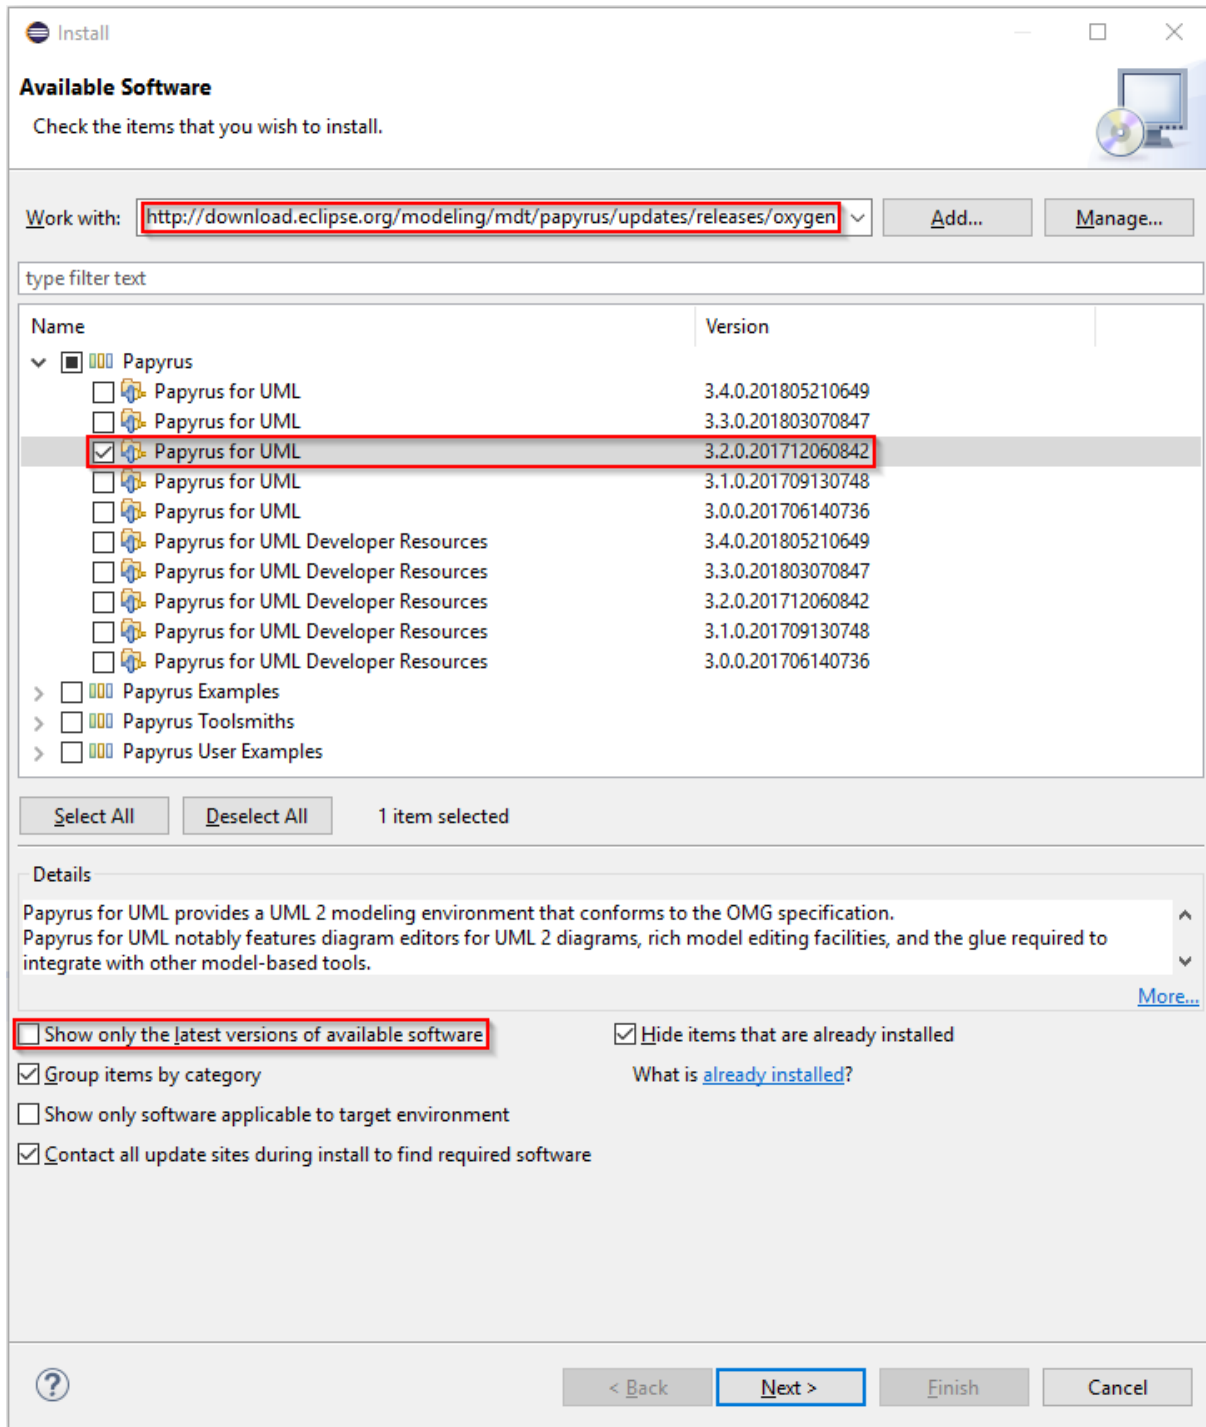 Install
Available Software
Check the items that you wish to install.
Work with: http://download.eclipse.org/modeling/mdt/papyrus/updates/releases/oxygen Add... Manage...
type filter text
Name Version
Papyrus
Papyrus for UML 3.4.0.201805210649
Papyrus for UML 3.3.0.201803070847
Papyrus for UML 3.2.0.201712060842
Papyrus for UML 3.1.0.201709130748
Papyrus for UML 3.0.0.201706140736
Papyrus for UML Developer Resources 3.4.0.201805210649
Papyrus for UML Developer Resources 3.3.0.201803070847
Papyrus for UML Developer Resources 3.2.0.201712060842
Papyrus for UML Developer Resources 3.1.0.201709130748
Papyrus for UML Developer Resources 3.0.0.201706140736
Papyrus Examples
Papyrus Toolsmiths
Papyrus User Examples
Select All Deselect All 1 item selected
Details
Papyrus for UML provides a UML 2 modeling environment that conforms to the OMG specification.
Papyrus for UML notably features diagram editors for UML 2 diagrams, rich model editing facilities, and the glue required to
integrate with other model-based tools.
More...
Show only the latest versions of available software Hide items that are already installed
Group items by category What is already installed?
Show only software applicable to target environment
Contact all update sites during install to find required software
? < Back Next > Finish Cancel